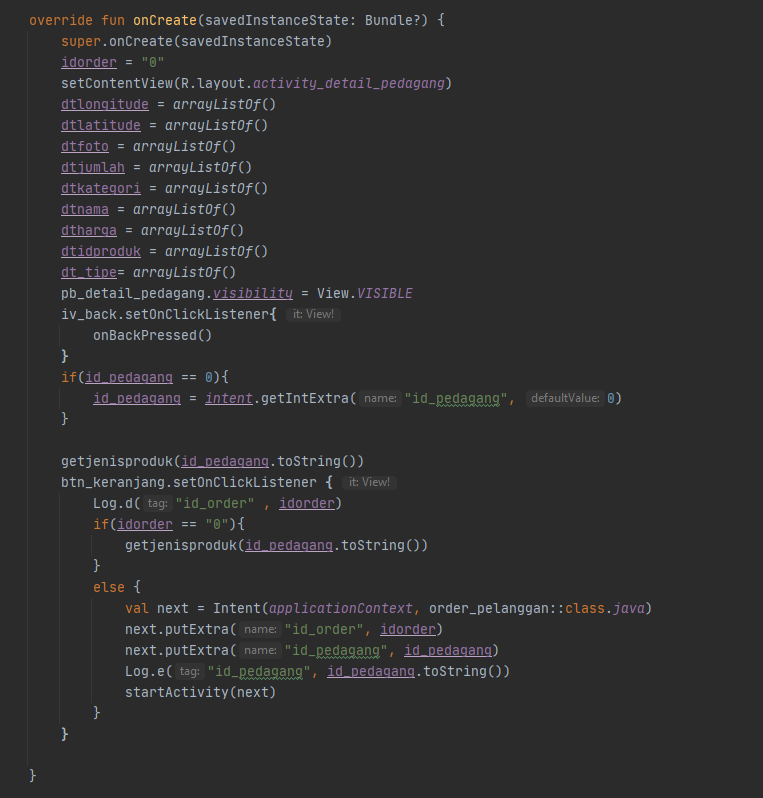 override fun onCreate(savedInstanceState: Bundle?) {
super.onCreate(savedInstanceState)
idorder = "0"
setContentView(R.layout.activity_detail_pedagang)
dtlongitude = arrayListOf()
dtlatitude = arrayListOf()
dtfoto = arrayListOf()
dtjumlah = arrayListOf()
dtkategori = arrayListOf()
dtnama = arrayListOf()
dtharga = arrayListOf()
dtidproduk = arrayListOf()
dt_tipe= arrayListOf()
pb_detail_pedagang.visibility = View.VISIBLE
iv_back.setOnClickListener{ it: View!
onBackPressed()
}
if(id_pedagang == 0){
id_pedagang = intent.getIntExtra( name: "id_pedagang", defaultValue: 0)
}
getjenisproduk(id_pedagang.toString())
btn_keranjang.setOnClickListener { it: View!
Log.d( tag: "id_order" , idorder)
if(idorder == "0"){
getjenisproduk(id_pedagang.toString())
}
else {
val next = Intent(applicationContext, order_pelanggan::class.java)
next.putExtra( name: "id_order", idorder)
next.putExtra( name: "id_pedagang", id_pedagang)
Log.e( tag: "id_pedagang", id_pedagang.toString())
startActivity(next)
}
}
}